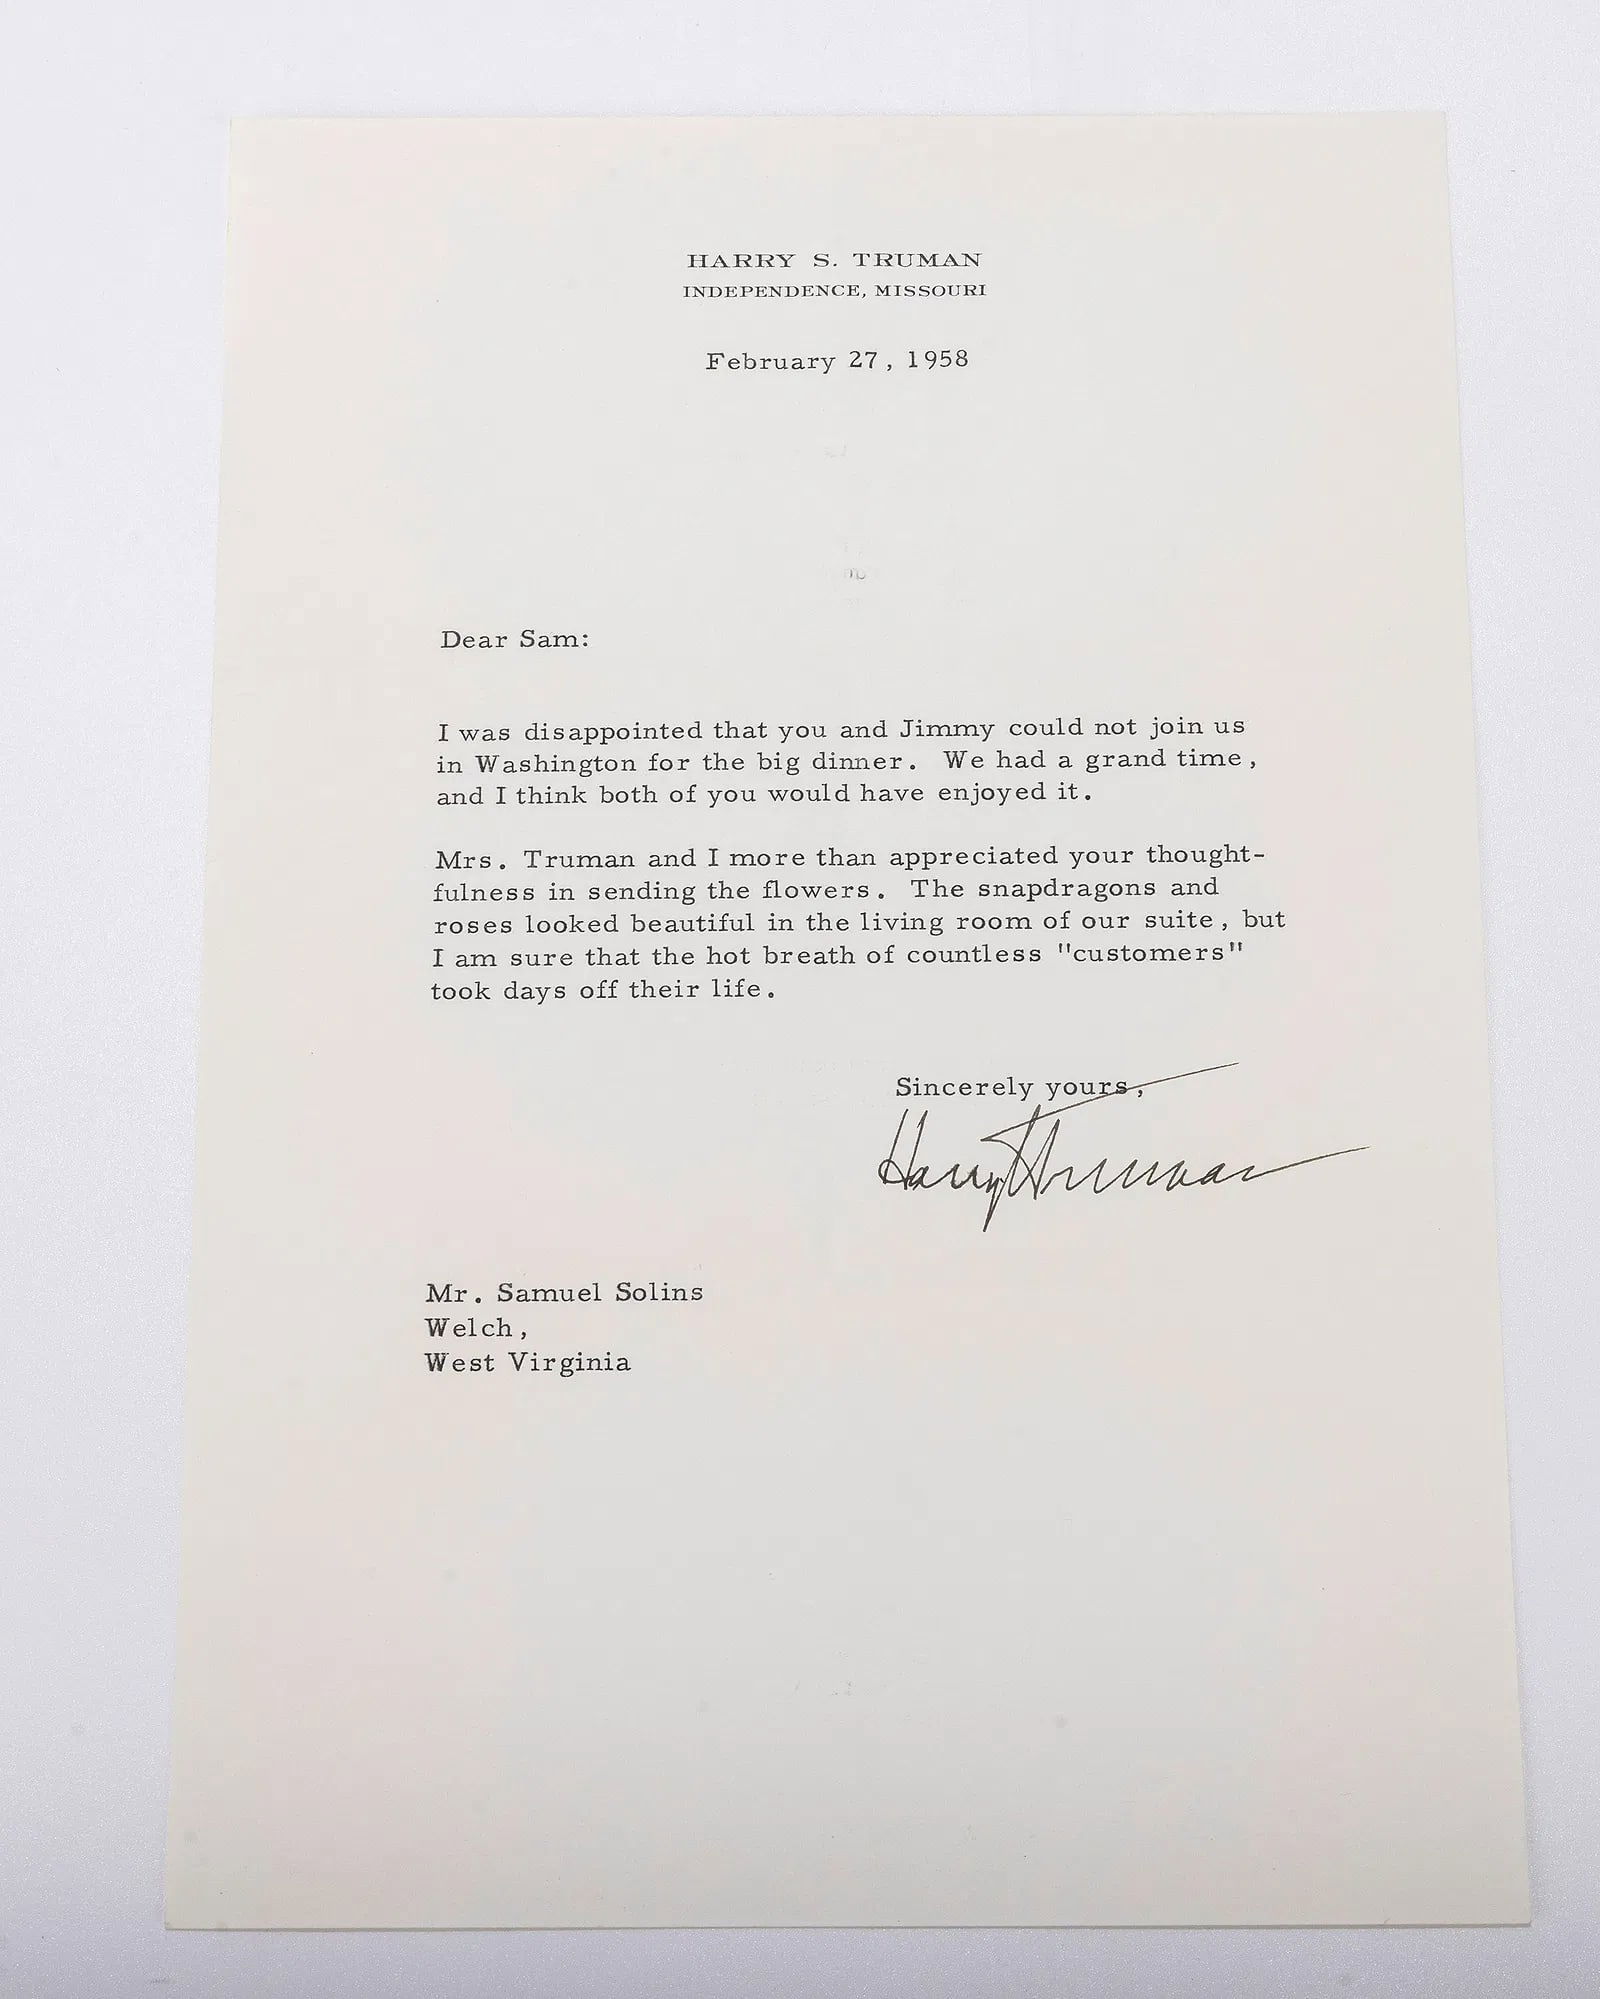 HARRY S. TRUMAN
INDEPENDENCE, MISSOURI
February 27, 1958
Dear Sam:
I was disappointed that you and Jimmy could not join us
in Washington for the big dinner. We had a grand time,
and I think both of you would have enjoyed it.
Mrs. Truman and I more than appreciated your thought-
fulness in sending the flowers. The snapdragons and
roses looked beautiful in the living room of our suite, but
I am sure that the hot breath of countless "customers"
took days off their life.
Sincerely yours,
Harry S Truman
Mr. Samuel Solins
Welch,
West Virginia